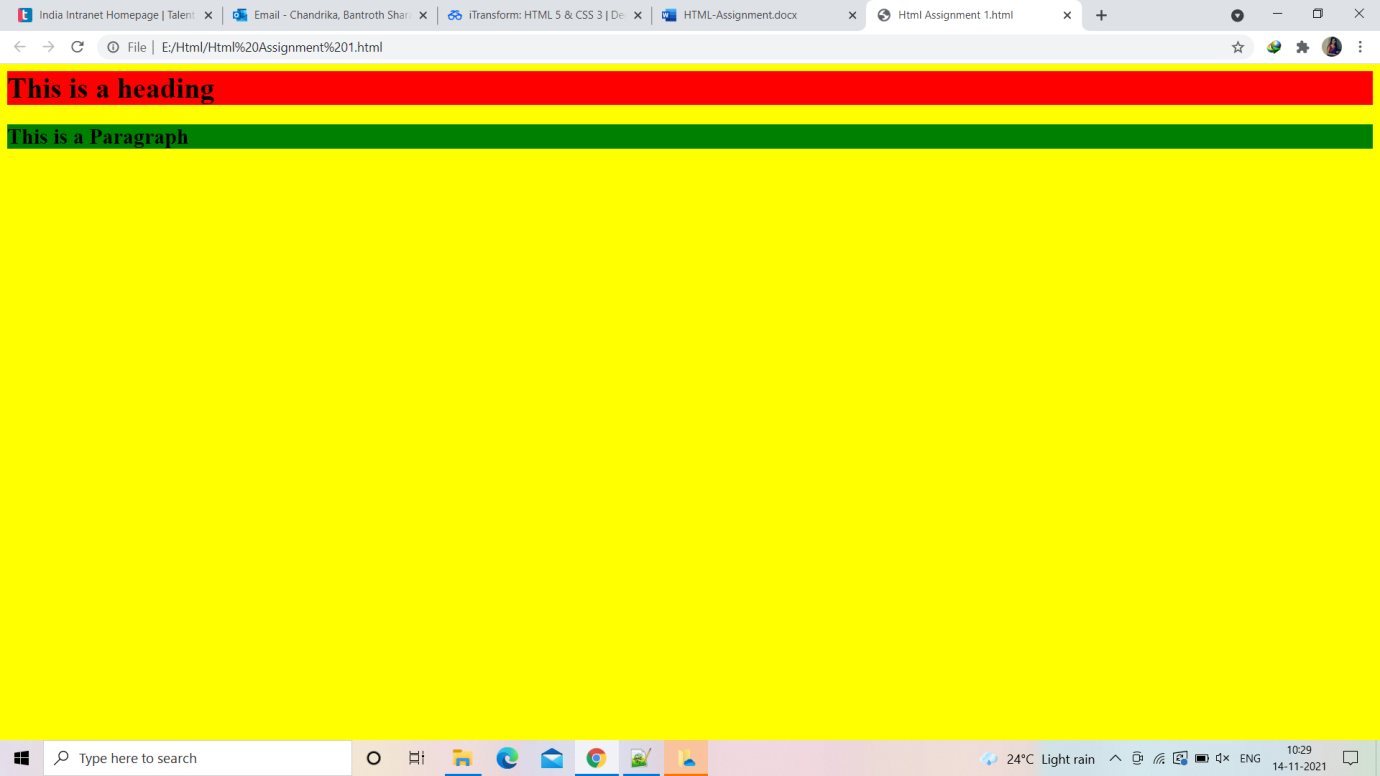 India Intranet Homepage | Talent
Email - Chandrika, Bantroth Shar
iTransform: HTML 5 & CSS 3 | De
HTML-Assignment.docx
Html Assignment 1.html
File | E:/Html/Html%20Assignment%201.html
This is a heading
This is a Paragraph
Type here to search
24°C Light rain
ENG
10:29
14-11-2021